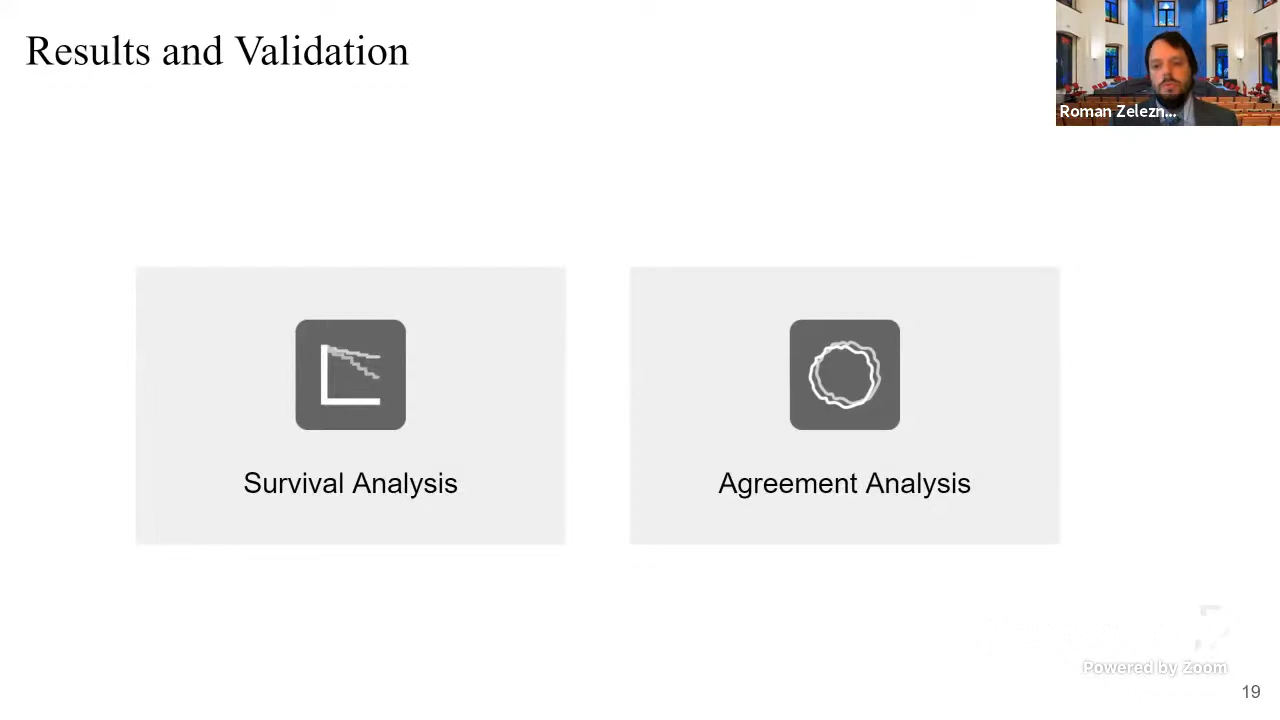 Results and Validation
Roman Zelezn...
Survival Analysis
Agreement Analysis
Powered by Zoom
19